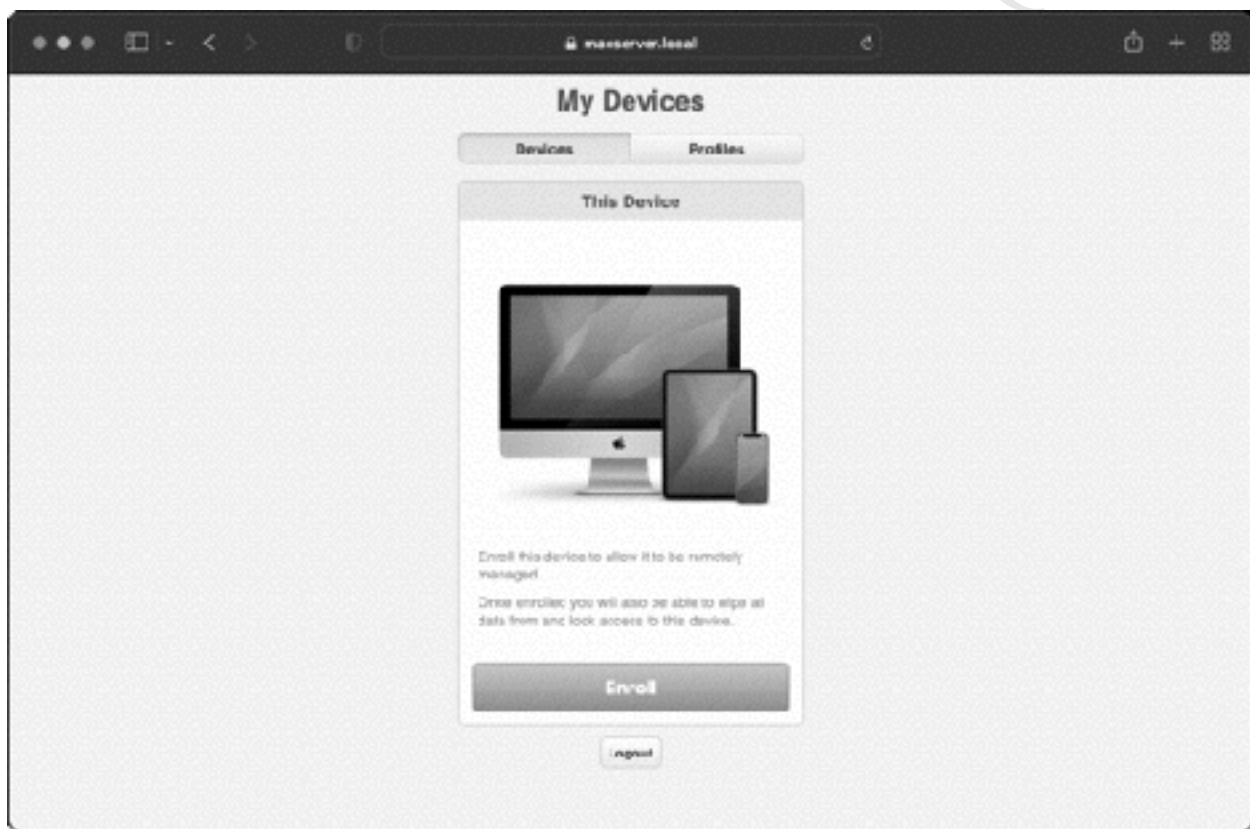 macserver.local
My Devices
Devices Profiles
This Device
Enroll this device to allow it to be remotely
managed.
Once enrolled, you will also be able to wipe all
data from and lock access to this device.
Enroll
Logout